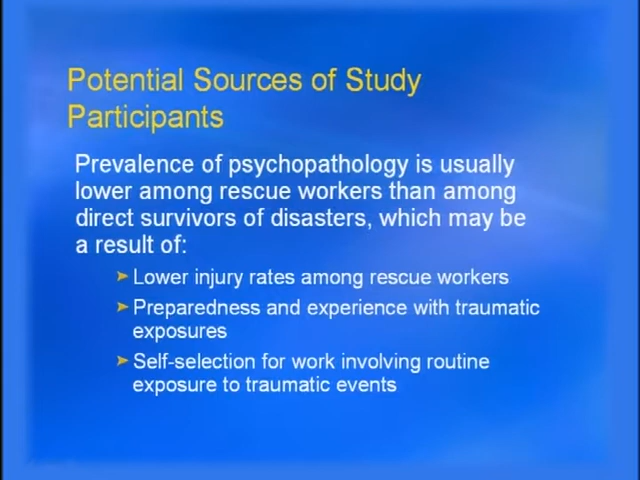 Potential Sources of Study
Participants
Prevalence of psychopathology is usually
lower among rescue workers than among
direct survivors of disasters, which may be
a result of:
Lower injury rates among rescue workers
Preparedness and experience with traumatic
exposures
Self-selection for work involving routine
exposure to traumatic events